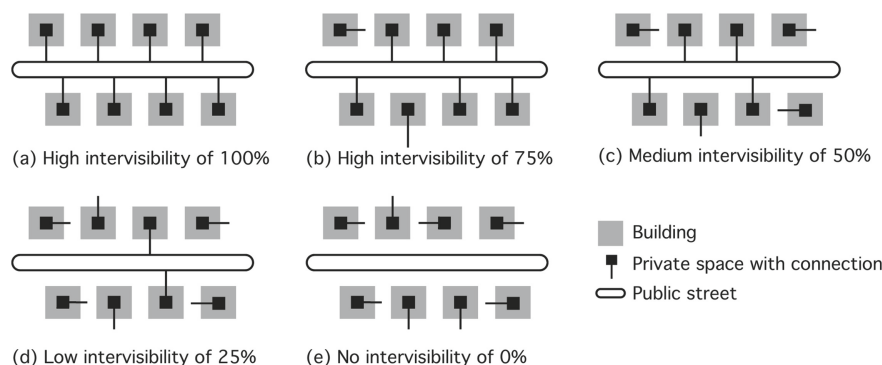 (a) High intervisibility of 100%
(b) High intervisibility of 75%
(c) Medium intervisibility of 50%
(d) Low intervisibility of 25%
(e) No intivisibility of 0%
Building
Private space with connection
Public street